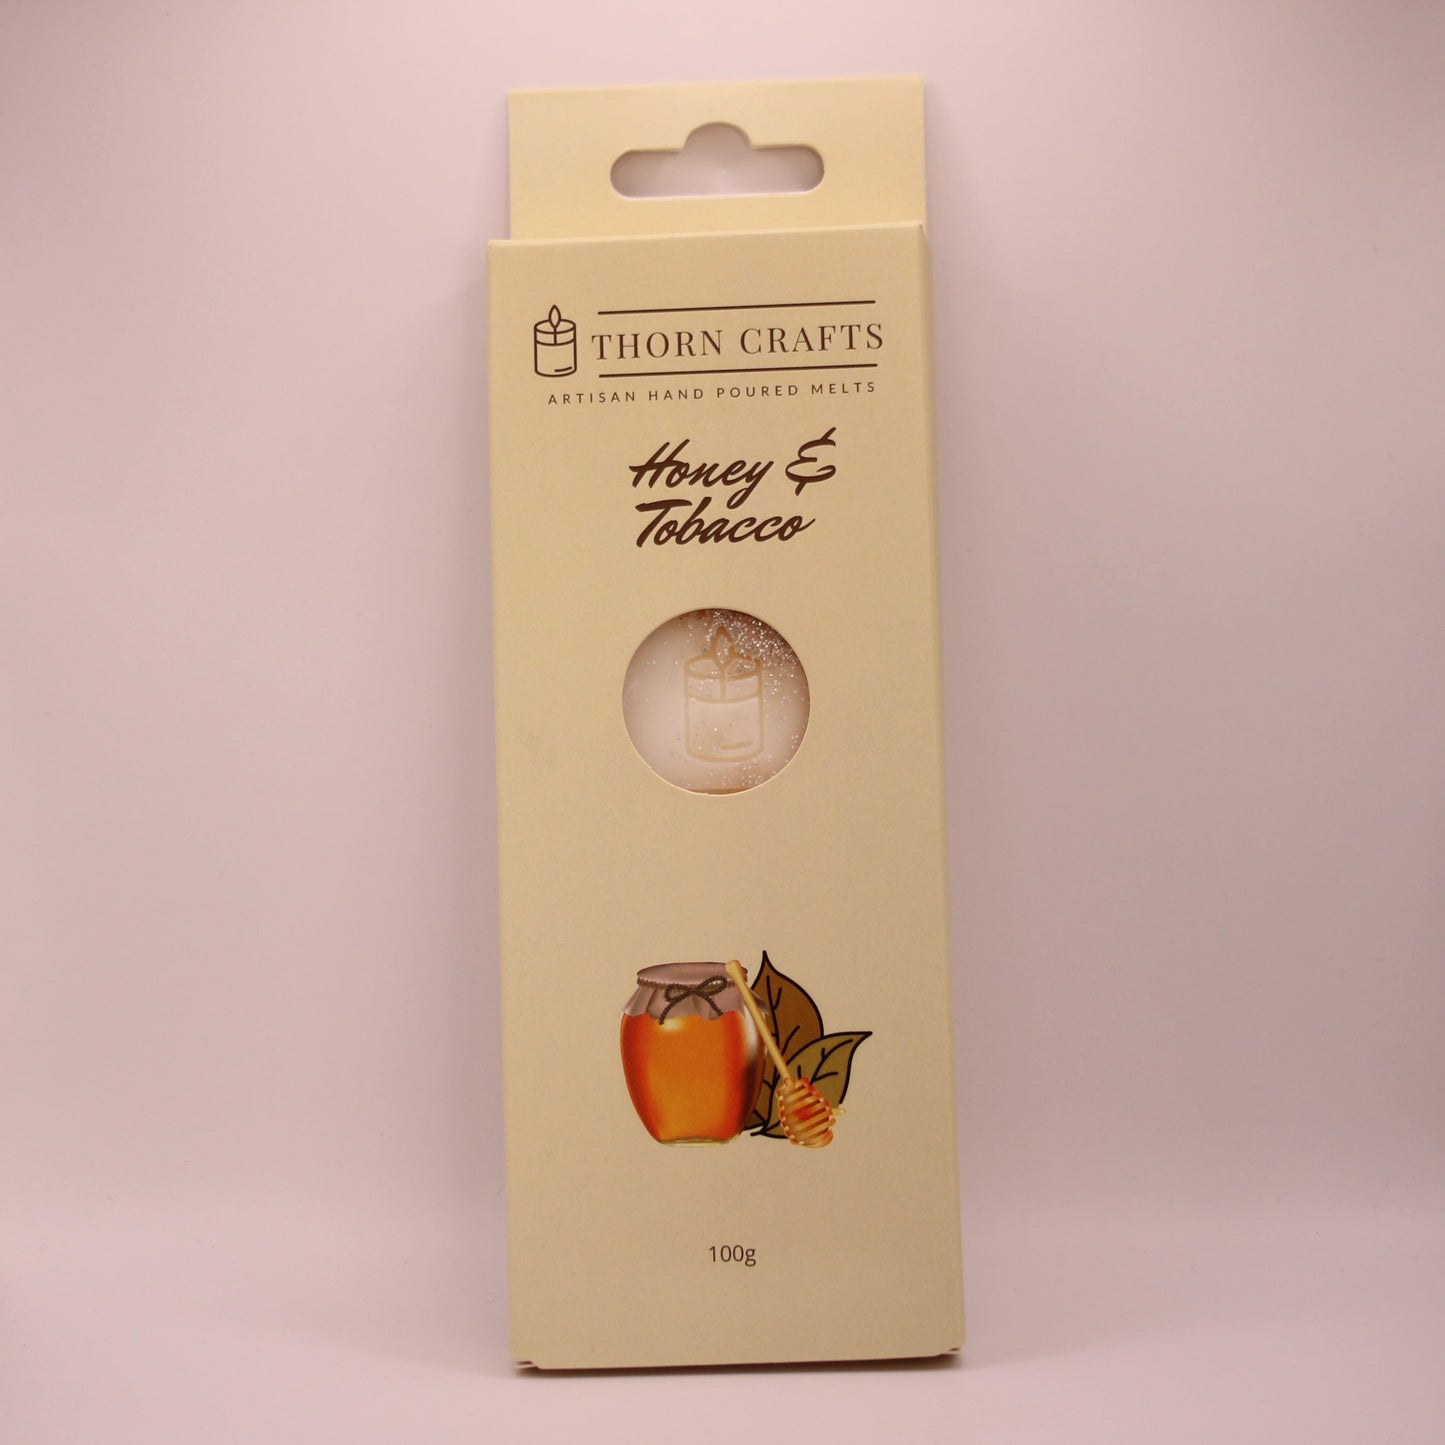 THORN CRAFTS
ARTISAN HAND POURED MELTS
Honey &
Tobacco
100g